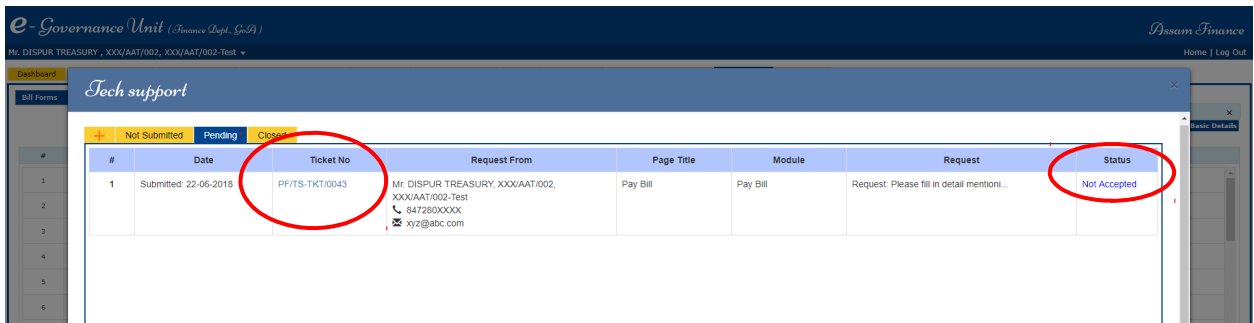 e - Governance Unit (Finance Dept., GoA)
Assam Finance
Mr. DISPUR TREASURY , XXX/AAT/002, XXX/AAT/002-Test
Home | Log Out
Dashboard
Bill Forms
Tech support
×
×
Basic Details
+ Not Submitted Pending Closed
# Date Ticket No Request From Page Title Module Request Status
1 Submitted: 22-06-2018 PF/TS-TKT/0043 Mr. DISPUR TREASURY, XXX/AAT/002, Pay Bill Pay Bill Request: Please fill in detail mentioni... Not Accepted
XXX/AAT/002-Test
847280XXXX
xyz@abc.com
#
1
2
3
4
5
6